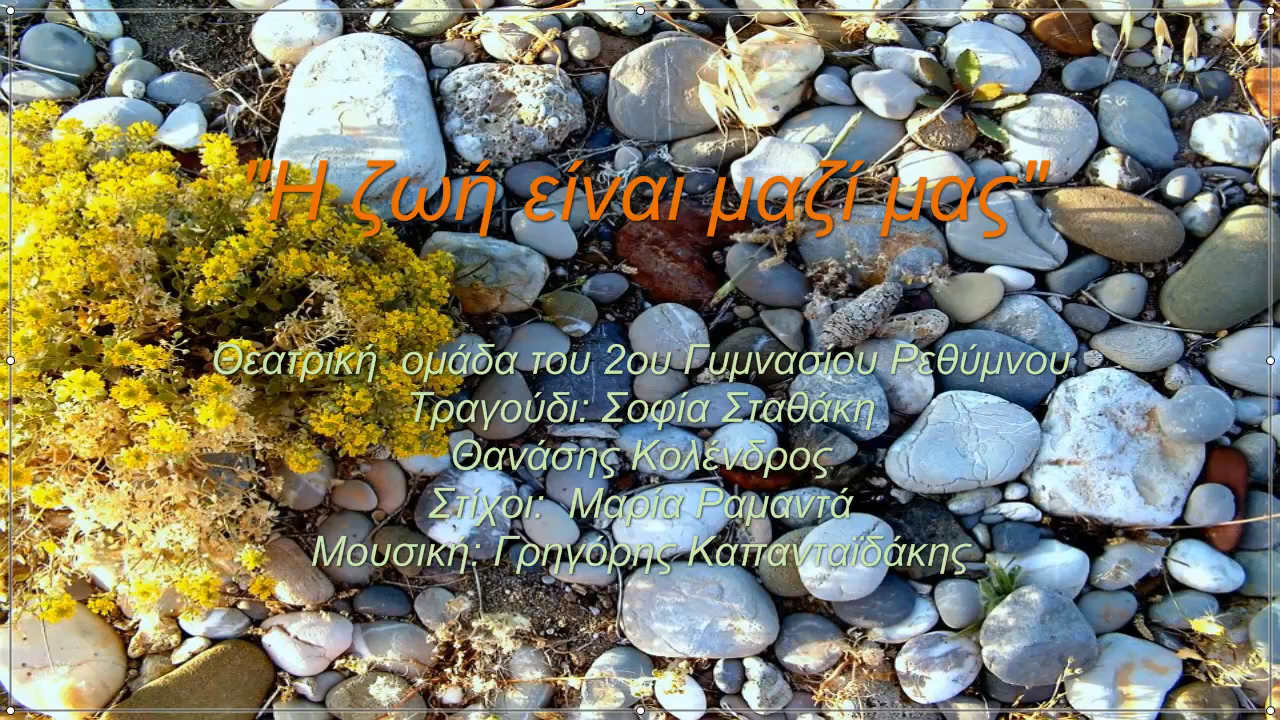 "Η ζωή είναι μαζί μας"
Θεατρική  ομάδα του 2ου Γυμνασίου Ρεθύμνου
Τραγούδι: Σοφία Σταθάκη
Θανάσης Κολένδρος
Στίχοι:  Μαρία Ραμαντά
Μουσική: Γρηγόρης Καπανταϊδάκης